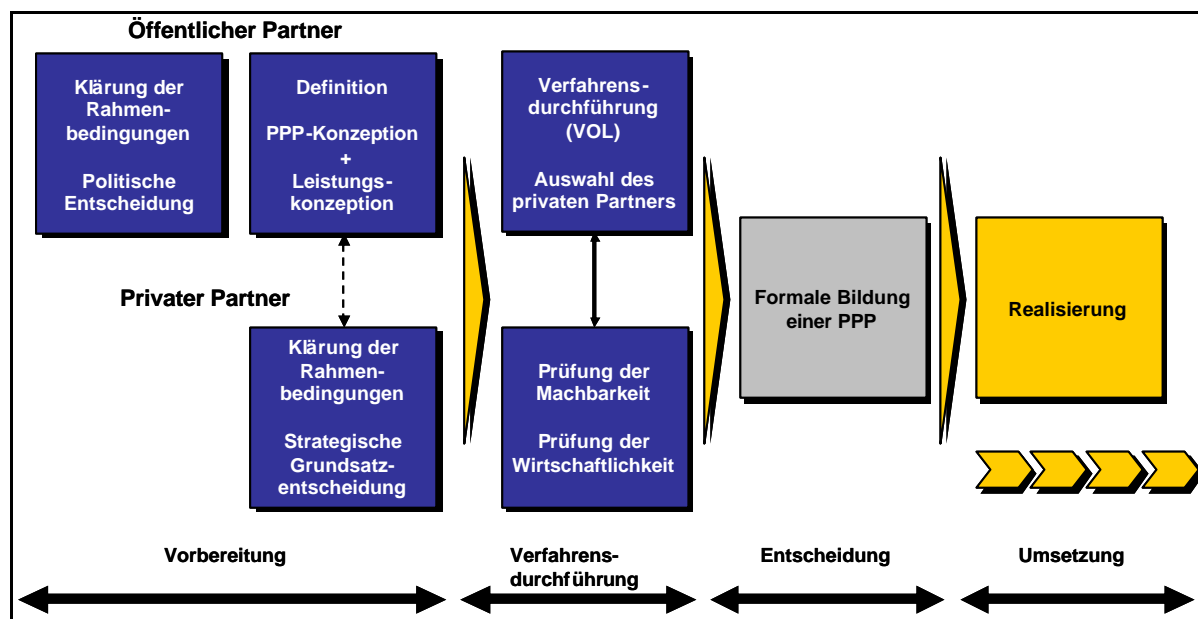 Öffentlicher Partner
Klärung der
Rahmen-
bedingungen
Politische
Entscheidung
Definition
PPP-Konzeption
+
Leistungs-
konzeption
Verfahrens-
durchführung
(VOL)
Auswahl des
privaten Partners
Privater Partner
Klärung der
Rahmen-
bedingungen
Strategische
Grundsatz-
entscheidung
Prüfung der
Machbarkeit
Prüfung der
Wirtschaftlichkeit
Formale Bildung
einer PPP
Realisierung
Vorbereitung
Verfahrens-
durchführung
Entscheidung
Umsetzung